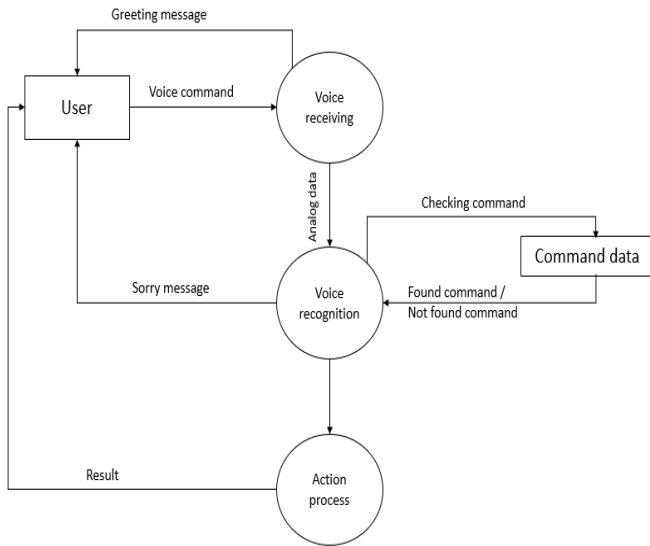 Greeting message
User
Voice command
Voice
receiving
Analog data
Checking command
Command data
Sorry message
Voice
recognition
Found command /
Not found command
Result
Action
process